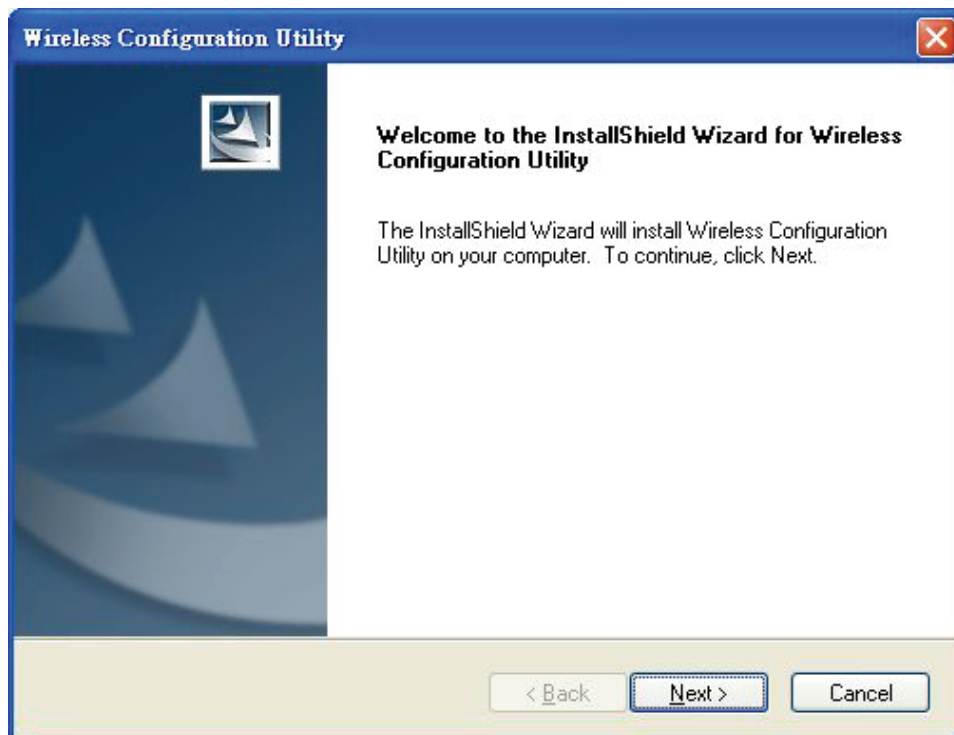 Wireless Configuration Utility
Welcome to the InstallShield Wizard for Wireless
Configuration Utility
The InstallShield Wizard will install Wireless Configuration
Utility on your computer.  To continue, click Next.
< Back
Next >
Cancel